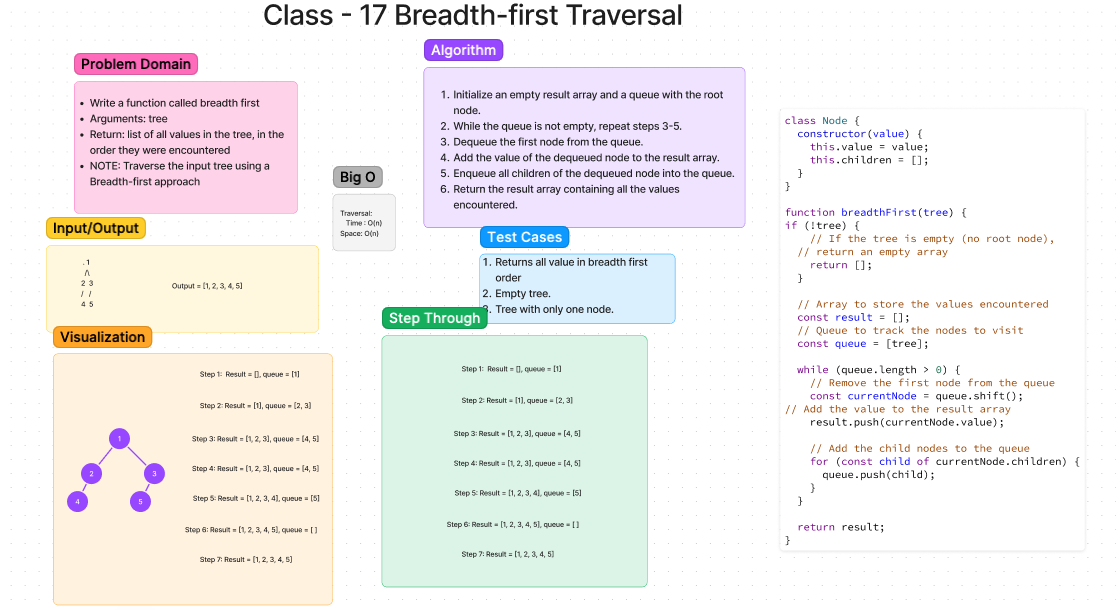 Class - 17 Breadth-first Traversal
Problem Domain
• Write a function called breadth first
• Arguments: tree
• Return: list of all values in the tree, in the
order they were encountered
• NOTE: Traverse the input tree using a
Breadth-first approach
Input/Output
. 1
/\
2 3
/ /
4 5
Output = [1, 2, 3, 4, 5]
Visualization
1
2
3
4
5
Step 1: Result = [], queue = [1]
Step 2: Result = [1], queue = [2, 3]
Step 3: Result = [1, 2, 3], queue = [4, 5]
Step 4: Result = [1, 2, 3], queue = [4, 5]
Step 5: Result = [1, 2, 3, 4], queue = [5]
Step 6: Result = [1, 2, 3, 4, 5], queue = [ ]
Step 7: Result = [1, 2, 3, 4, 5]
Big O
Traversal:
Time : O(n)
Space: O(n)
Algorithm
1. Initialize an empty result array and a queue with the root
node.
2. While the queue is not empty, repeat steps 3-5.
3. Dequeue the first node from the queue.
4. Add the value of the dequeued node to the result array.
5. Enqueue all children of the dequeued node into the queue.
6. Return the result array containing all the values
encountered.
Test Cases
1. Returns all value in breadth first
order
2. Empty tree.
3. Tree with only one node.
Step Through
Step 1: Result = [], queue = [1]
Step 2: Result = [1], queue = [2, 3]
Step 3: Result = [1, 2, 3], queue = [4, 5]
Step 4: Result = [1, 2, 3], queue = [4, 5]
Step 5: Result = [1, 2, 3, 4], queue = [5]
Step 6: Result = [1, 2, 3, 4, 5], queue = [ ]
Step 7: Result = [1, 2, 3, 4, 5]
class Node {
constructor(value) {
this.value = value;
this.children = [];
}
}
function breadthFirst(tree) {
if (!tree) {
// If the tree is empty (no root node),
// return an empty array
return [];
}
// Array to store the values encountered
const result = [];
// Queue to track the nodes to visit
const queue = [tree];
while (queue.length > 0) {
// Remove the first node from the queue
const currentNode = queue.shift();
// Add the value to the result array
result.push(currentNode.value);
// Add the child nodes to the queue
for (const child of currentNode.children) {
queue.push(child);
}
}
return result;
}